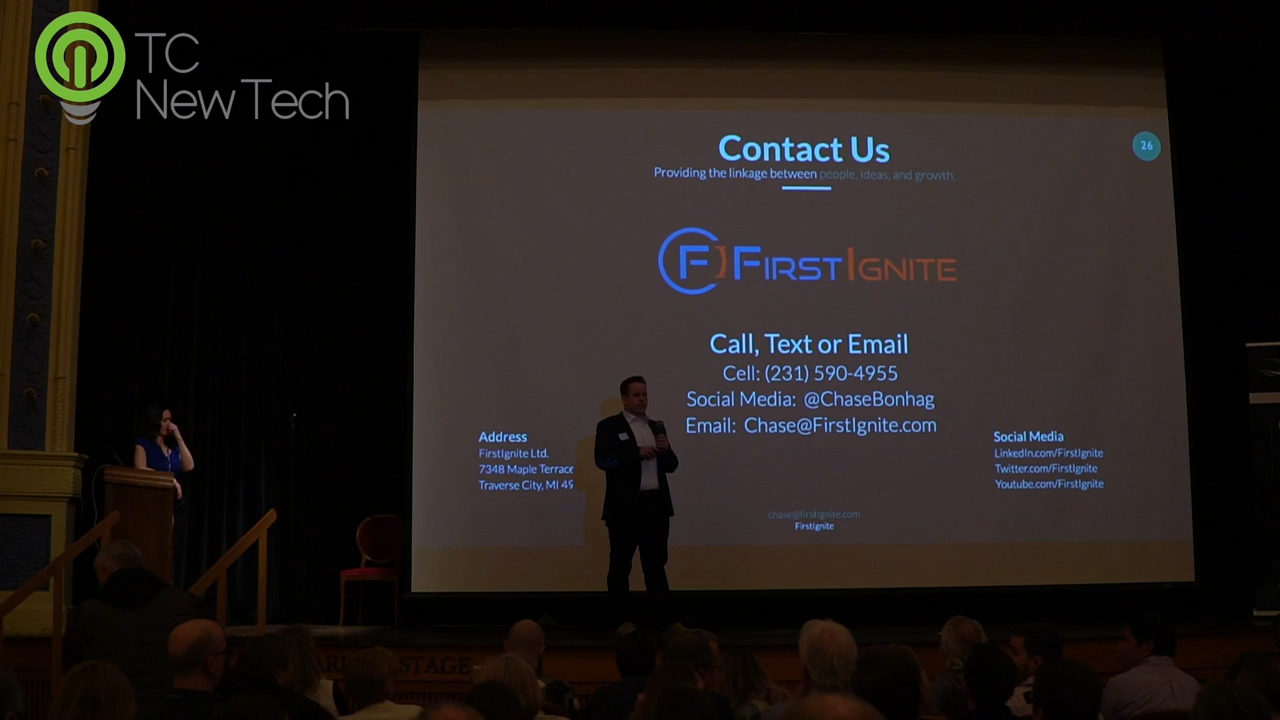 TC
NewTech
Contact Us
26
Providing the linkage between people, ideas, and growth.
F FIRSTIGNITE
Call, Text or Email
Cell: (231) 590-4955
Social Media: @ChaseBonhag
Email: Chase@FirstIgnite.com
Address
FirstIgnite Ltd.
7348 Maple Terrace
Traverse City, MI 49
Social Media
LinkedIn.com/FirstIgnite
Twitter.com/FirstIgnite
Youtube.com/FirstIgnite
chase@firstignite.com
FirstIgnite
STAGE